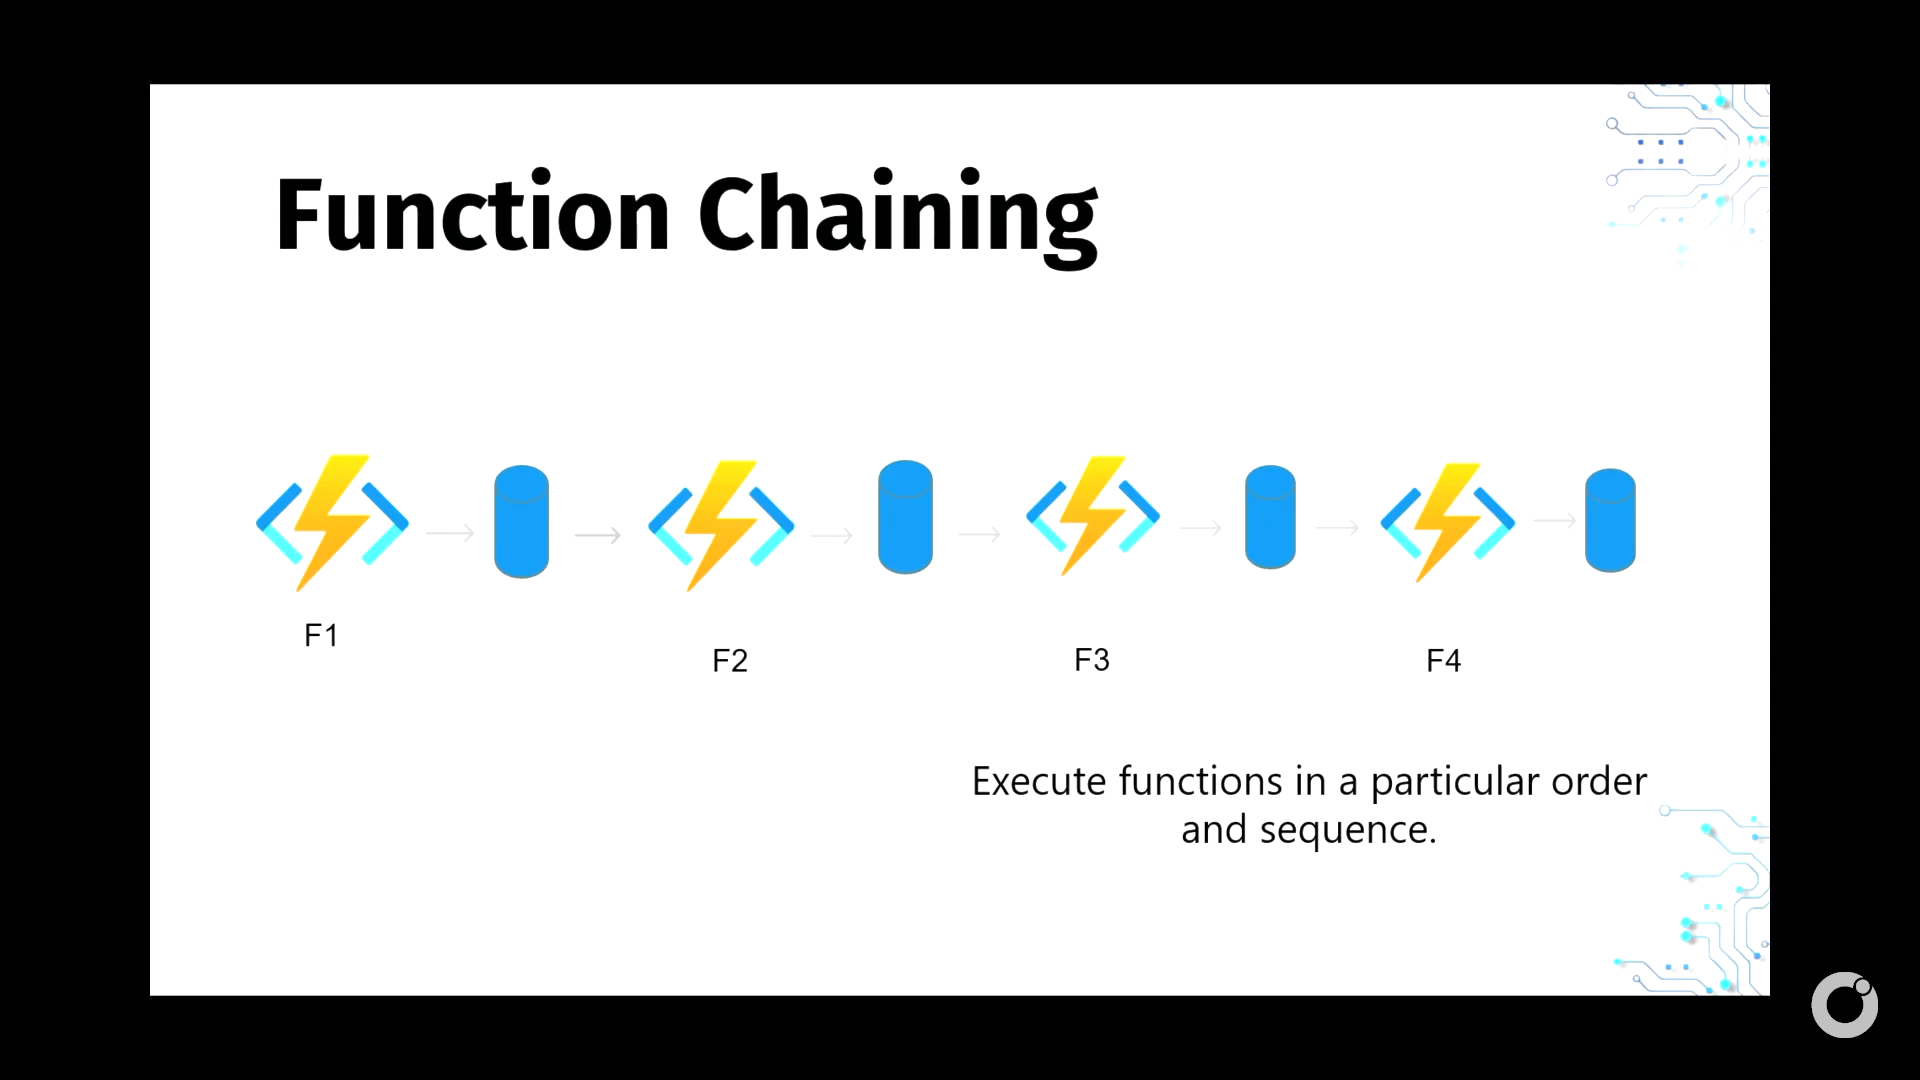 Function Chaining
F1
F2
F3
F4
Execute functions in a particular order
and sequence.